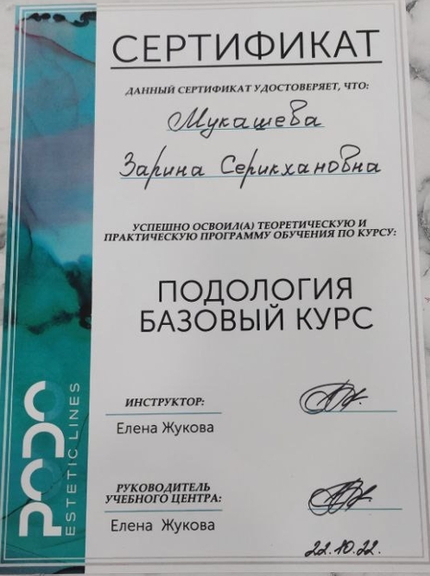 СЕРТИФИКАТ
ДАННЫЙ СЕРТИФИКАТ УДОСТОВЕРЯЕТ, ЧТО:
Мукашева
Зарина Серикхановна
УСПЕШНО ОСВОИЛ(А) ТЕОРЕТИЧЕСКУЮ И
ПРАКТИЧЕСКУЮ ПРОГРАММУ ОБУЧЕНИЯ ПО КУРСУ:
ПОДОЛОГИЯ
БАЗОВЫЙ КУРС
ИНСТРУКТОР:
Елена Жукова
РУКОВОДИТЕЛЬ
УЧЕБНОГО ЦЕНТРА:
Елена Жукова
22.10.22.
PODO
ESTETIC LINES